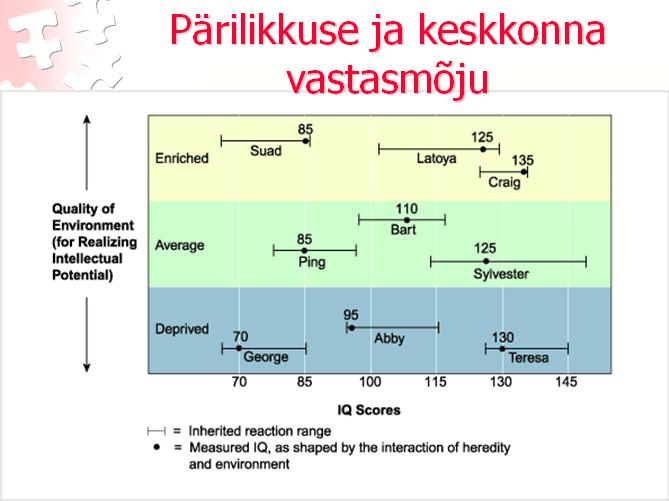 Pärilikkuse ja keskkonna
vastasmõju
Quality of
Environment
(for Realizing
Intellectual
Potential)
Enriched
85
Suad
125
Latoya
135
Craig
Average
110
Bart
85
Ping
125
Sylvester
Deprived
95
Abby
70
George
130
Teresa
70 85 100 115 130 145
IQ Scores
= Inherited reaction range
= Measured IQ, as shaped by the interaction of heredity
and environment